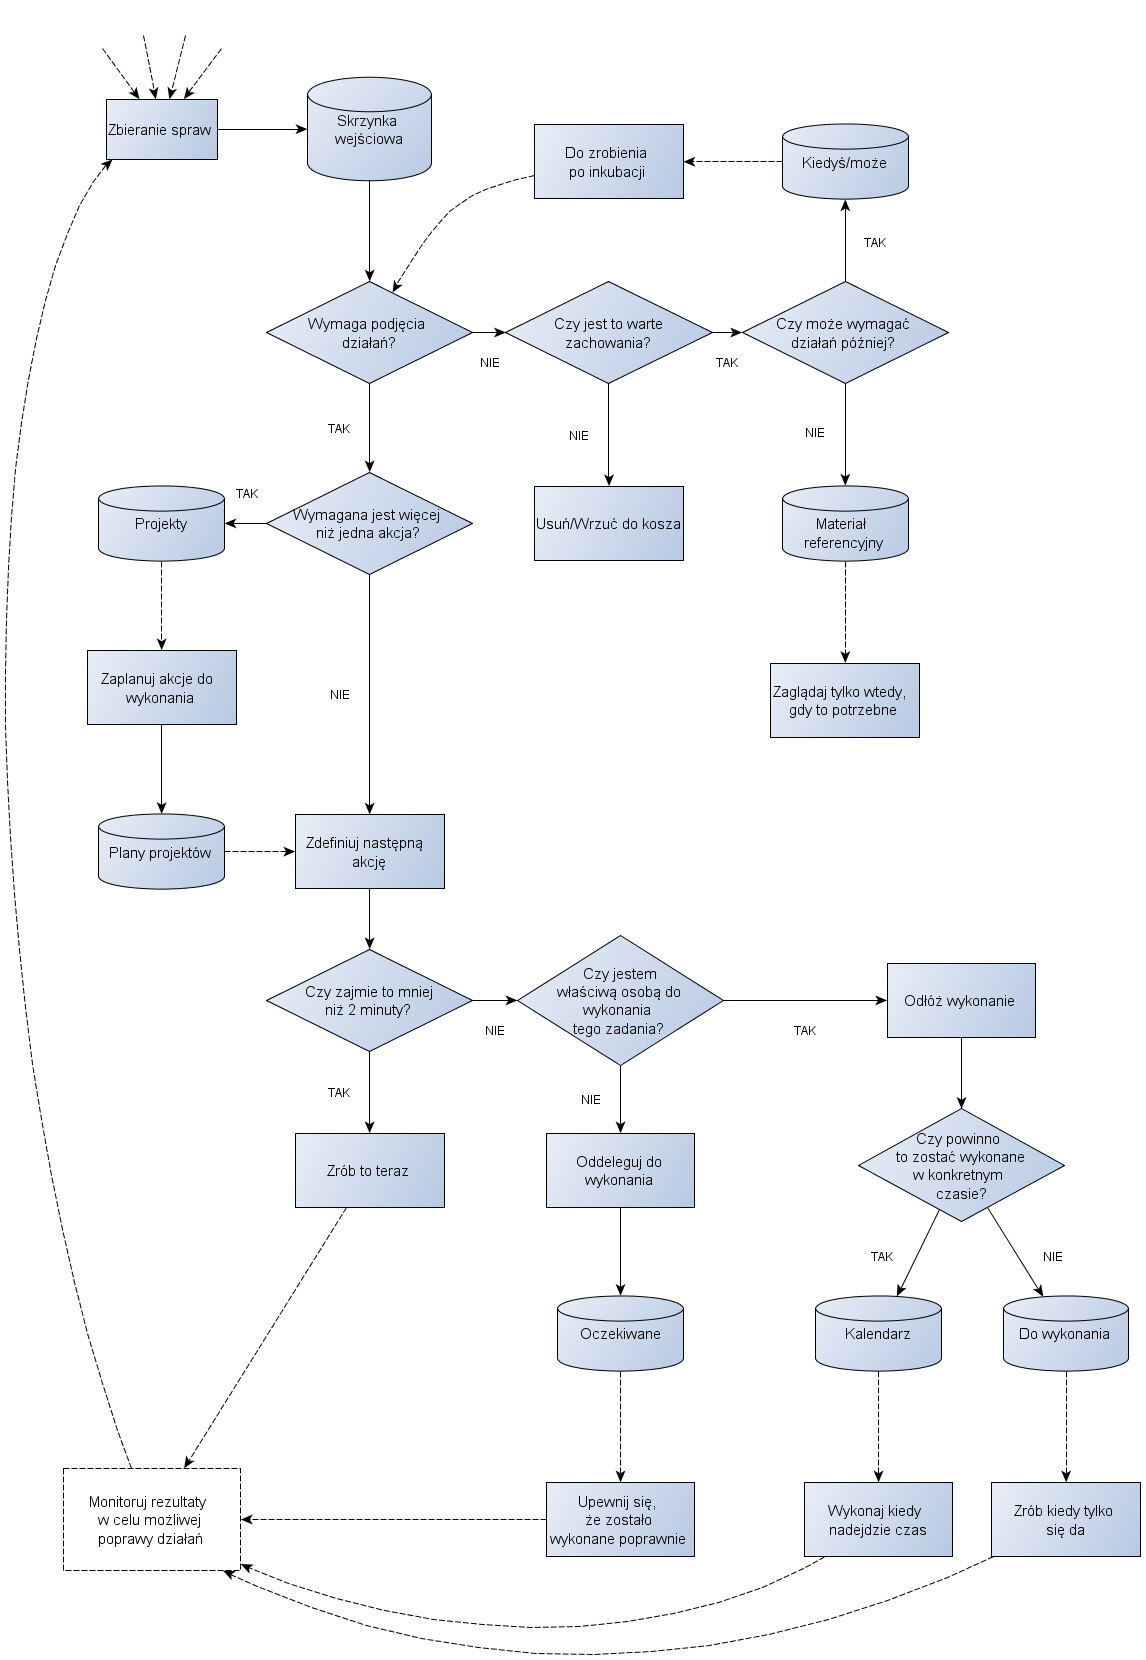 Zbieranie spraw
Skrzynka
wejściowa
Do zrobienia
po inkubacji
Kiedyś/może
TAK
Wymaga podjęcia
działań?
NIE
Czy jest to warte
zachowania?
TAK
Czy może wymagać
działań później?
TAK
NIE
NIE
Projekty
TAK
Wymagana jest więcej
niż jedna akcja?
Usuń/Wrzuć do kosza
Materiał
referencyjny
Zaplanuj akcje do
wykonania
NIE
Zaglądaj tylko wtedy,
gdy to potrzebne
Plany projektów
Zdefiniuj następną
akcję
Czy zajmie to mniej
niż 2 minuty?
NIE
Czy jestem
właściwą osobą do
wykonania
tego zadania?
TAK
Odłóż wykonanie
TAK
NIE
Zrób to teraz
Oddeleguj do
wykonania
Czy powinno
to zostać wykonane
w konkretnym
czasie?
TAK
NIE
Oczekiwane
Kalendarz
Do wykonania
Monitoruj rezultaty
w celu możliwej
poprawy działań
Upewnij się,
że zostało
wykonane poprawnie
Wykonaj kiedy
nadejdzie czas
Zrób kiedy tylko
się da